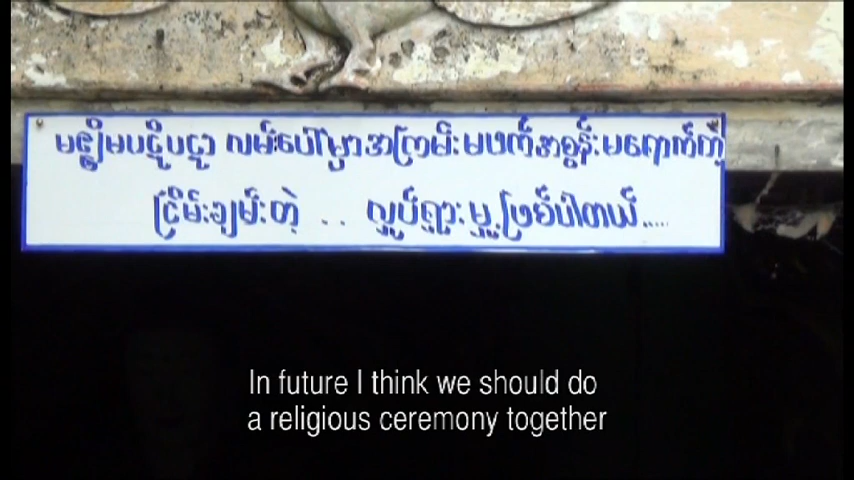 မဇ္ဈိမပဋိပဒာ လမ်းပေါ်မှာအကြမ်းမဖက်အစွန်းမရောက်တဲ့
ငြိမ်းချမ်းတဲ့ .. လှုပ်ရှားမှု့ဖြစ်ပါတယ်.....
In future I think we should do
a religious ceremony together